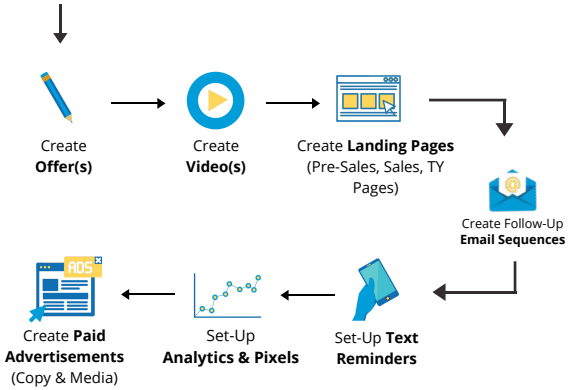 Create
Offer(s)
Create
Video(s)
Create Landing Pages
(Pre-Sales, Sales, TY
Pages)
@
Create Follow-Up
Email Sequences
Set-Up Text
Reminders
Set-Up
Analytics & Pixels
ADS
Create Paid
Advertisements
(Copy & Media)